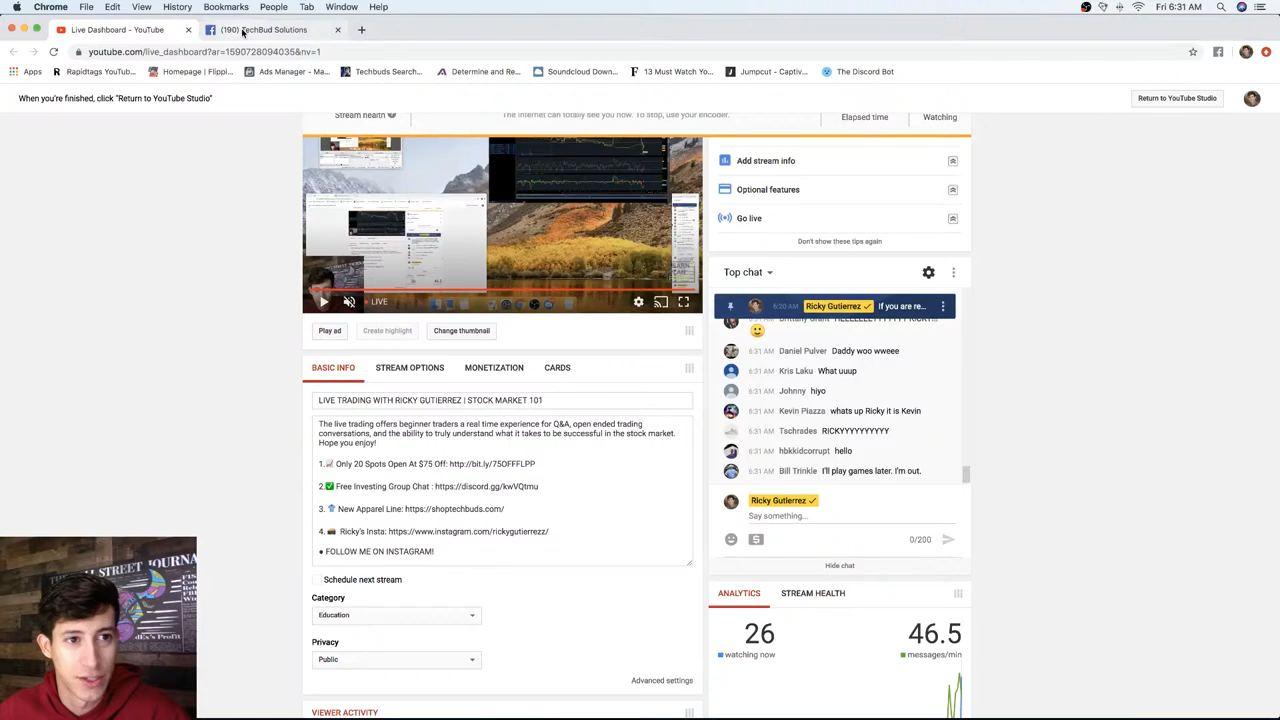 Chrome File Edit View History Bookmarks People Tab Window Help Fri 6:31 AM
Live Dashboard - YouTube (190) TechBud Solutions
youtube.com/live_dashboard?ar=1590728094035&nv=1
Apps Rapidtags YouTub... Homepage | Flippi... Ads Manager - Ma... Techbuds Search... Determine and Re... Soundcloud Down... 13 Must Watch Yo... Jumpcut - Captiv... The Discord Bot
When you're finished, click "Return to YouTube Studio" Return to YouTube Studio
Stream health The Internet can totally see you now. To stop, use your encoder. Elapsed time Watching
LIVE
Play ad Create highlight Change thumbnail
BASIC INFO STREAM OPTIONS MONETIZATION CARDS
LIVE TRADING WITH RICKY GUTIERREZ | STOCK MARKET 101
The live trading offers beginner traders a real time experience for Q&A, open ended trading
conversations, and the ability to truly understand what it takes to be successful in the stock market.
Hope you enjoy!
1.📈 Only 20 Spots Open At $75 Off: http://bit.ly/75OFFFLPP
2.✅ Free Investing Group Chat : https://discord.gg/kwVQtmu
3. 👕 New Apparel Line: https://shoptechbuds.com/
4. 📸 Ricky's Insta: https://www.instagram.com/rickygutierrezz/
● FOLLOW ME ON INSTAGRAM!
Schedule next stream
Category
Education
Privacy
Public
Advanced settings
VIEWER ACTIVITY
Add stream info
Optional features
Go live
Don't show these tips again
Top chat
6:20 AM Ricky Gutierrez ✓ If you are re...
6:31 AM Daniel Pulver Daddy woo wweee
6:31 AM Kris Laku What uuup
6:31 AM Johnny hiyo
6:31 AM Kevin Piazza whats up Ricky it is Kevin
6:31 AM Tschrades RICKYYYYYYYYYY
6:31 AM hbkkidcorrupt hello
6:31 AM Bill Trinkle I'll play games later. I'm out.
Ricky Gutierrez ✓
Say something...
0/200
Hide chat
ANALYTICS STREAM HEALTH
26 46.5
watching now messages/min
WALL STREET JOURNAL